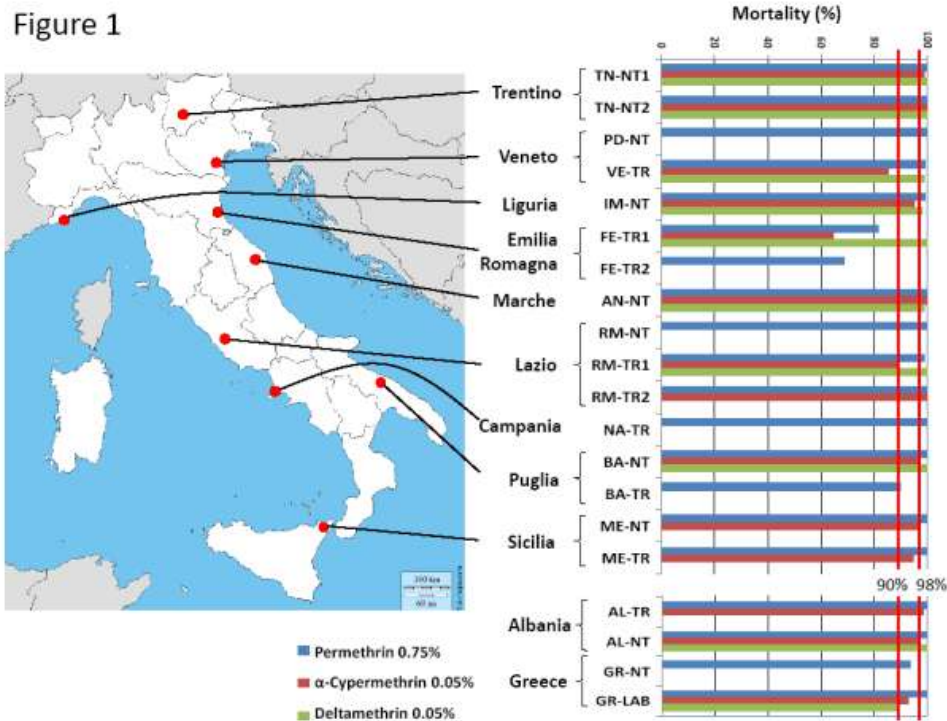 Figure 1
Mortality (%)
0 20 40 60 80 100
Trentino
TN-NT1
TN-NT2
Veneto
PD-NT
VE-TR
Liguria
IM-NT
Emilia
Romagna
FE-TR1
FE-TR2
Marche
AN-NT
Lazio
RM-NT
RM-TR1
RM-TR2
Campania
NA-TR
Puglia
BA-NT
BA-TR
Sicilia
ME-NT
ME-TR
90% 98%
Albania
AL-TR
AL-NT
Greece
GR-NT
GR-LAB
Permethrin 0.75%
α-Cypermethrin 0.05%
Deltamethrin 0.05%